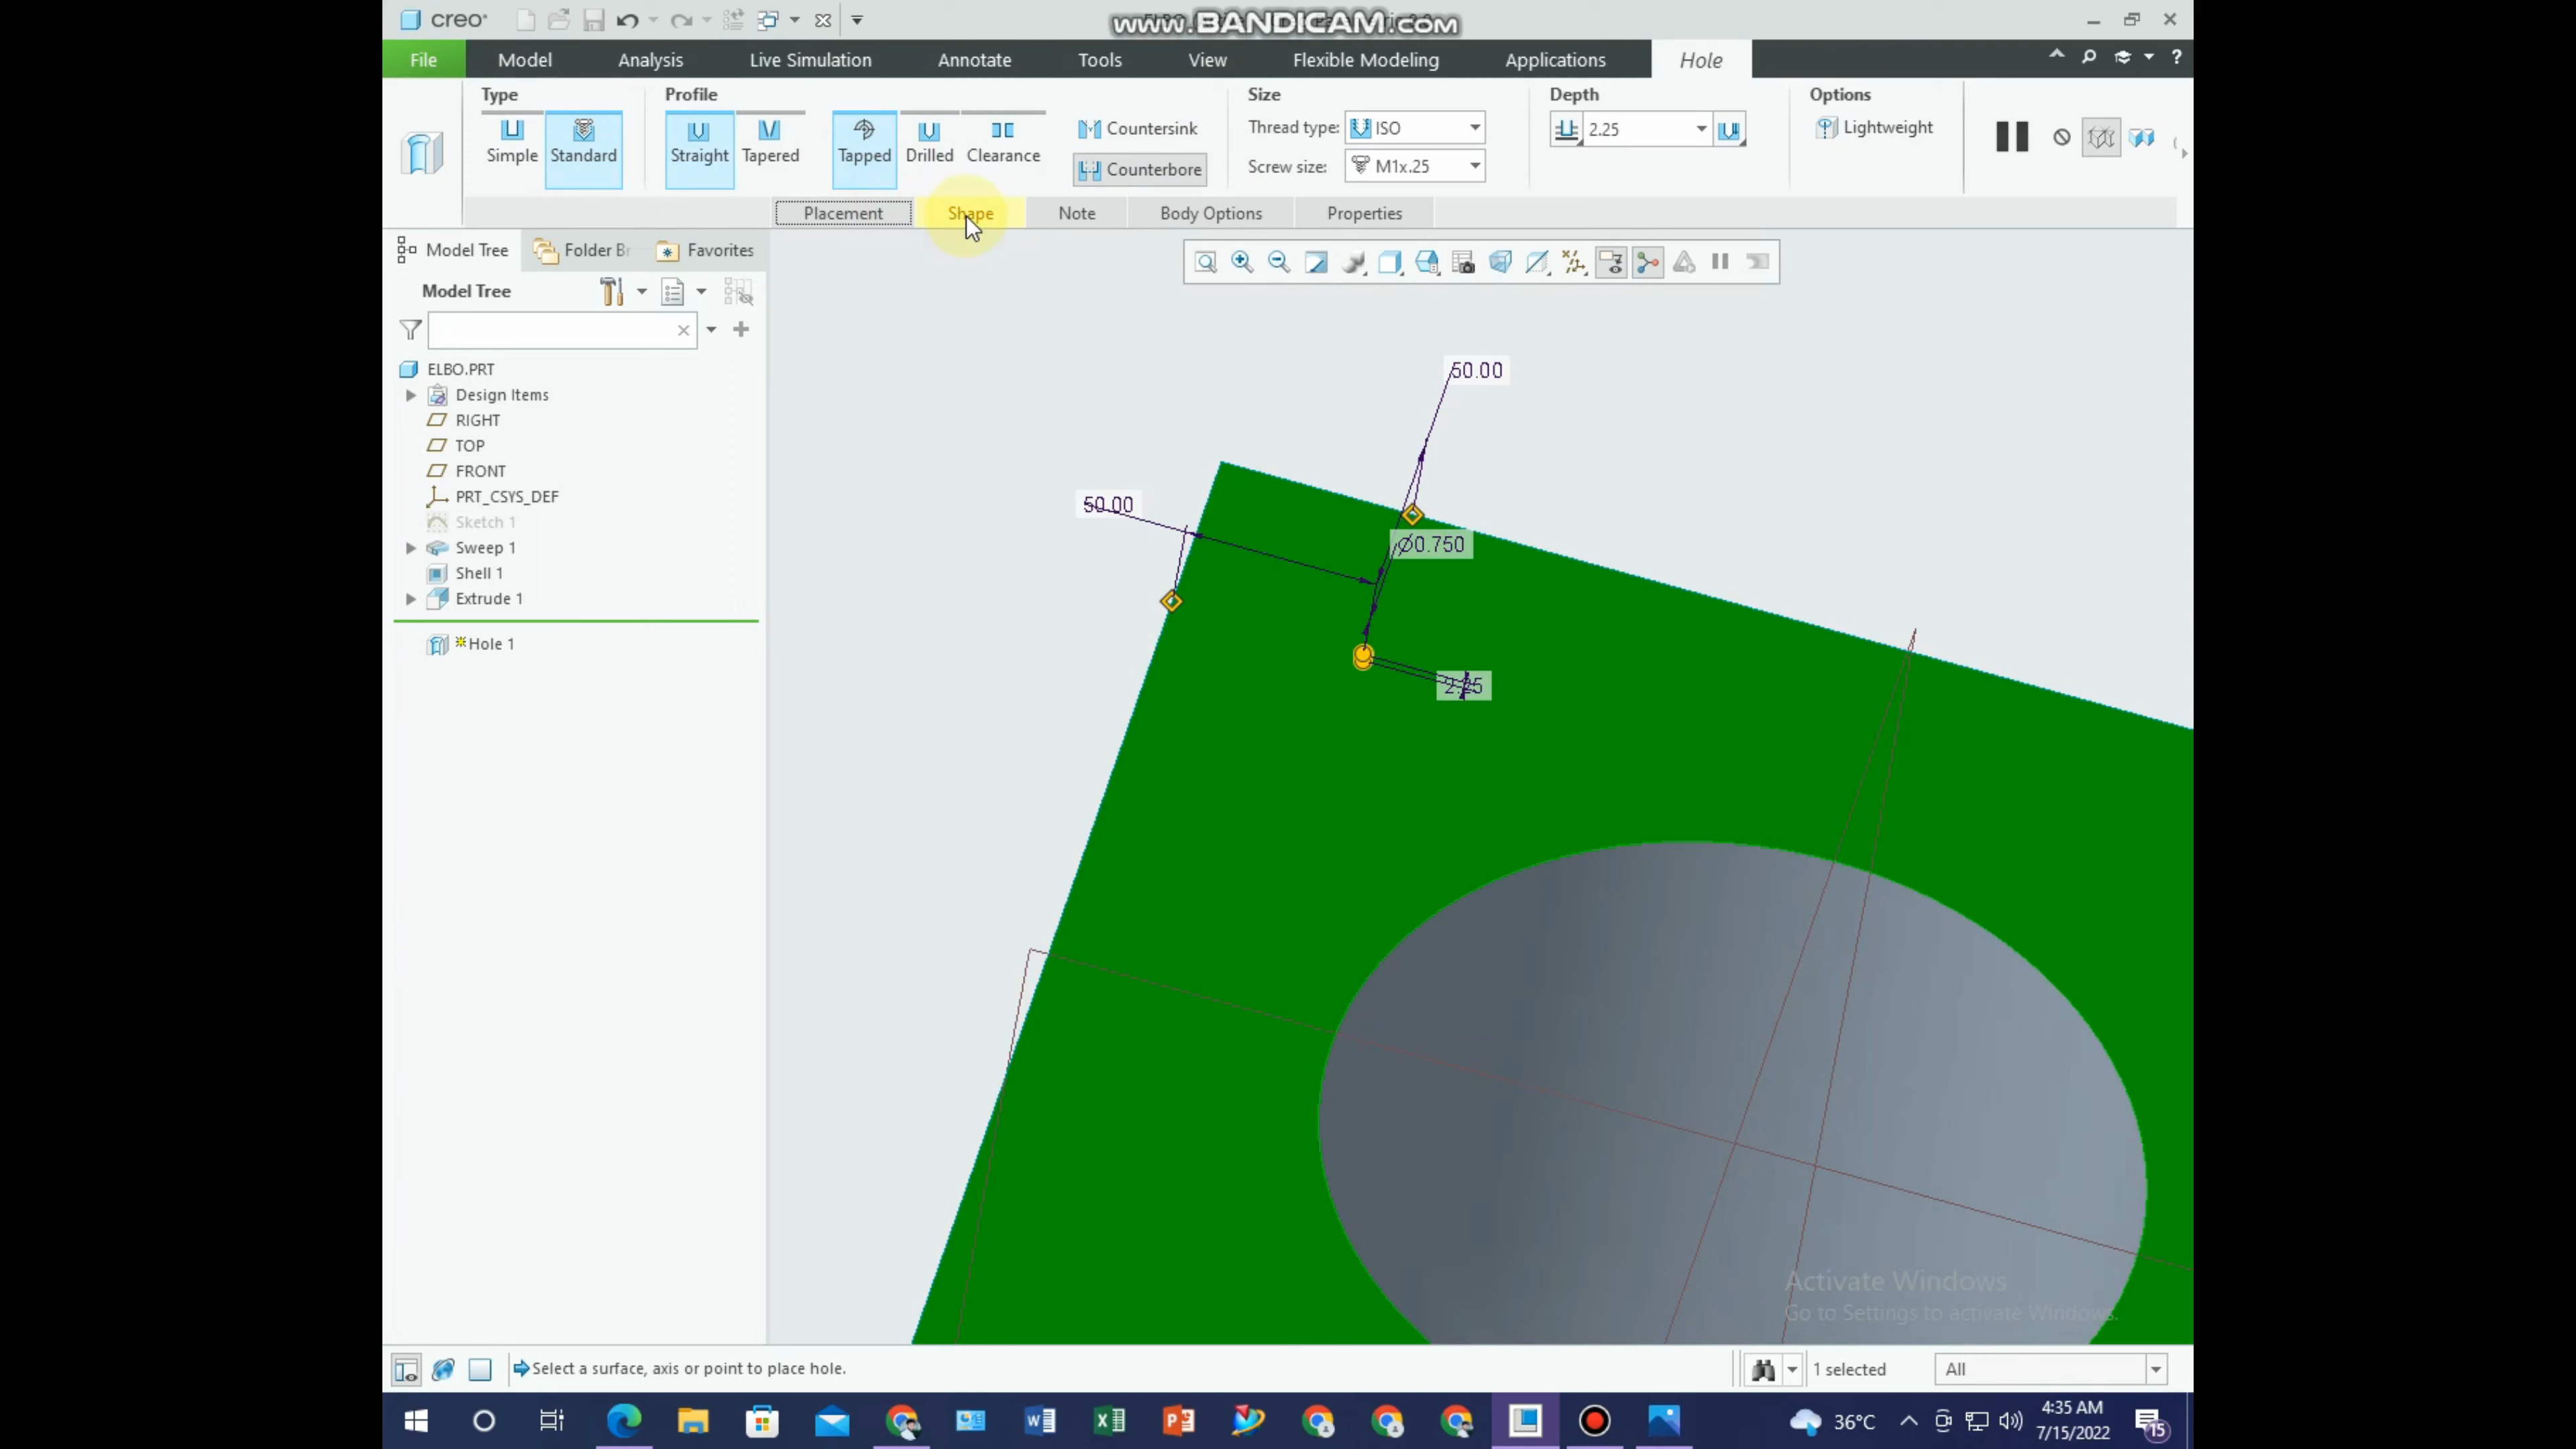 creo®
www.BANDICAM.com
File Model Analysis Live Simulation Annotate Tools View Flexible Modeling Applications Hole
Type Profile Size Depth Options
Simple Standard Straight Tapered Tapped Drilled Clearance
Countersink
Counterbore
Thread type: ISO
Screw size: M1x.25
2.25
Lightweight
Placement Shape Note Body Options Properties
Model Tree Folder Br Favorites
Model Tree
ELBO.PRT
Design Items
RIGHT
TOP
FRONT
PRT_CSYS_DEF
Sketch 1
Sweep 1
Shell 1
Extrude 1
Hole 1
50.00
50.00
Ø0.750
2.25
Activate Windows
Go to Settings to activate Windows.
Select a surface, axis or point to place hole.
1 selected All
36°C
4:35 AM
7/15/2022
15